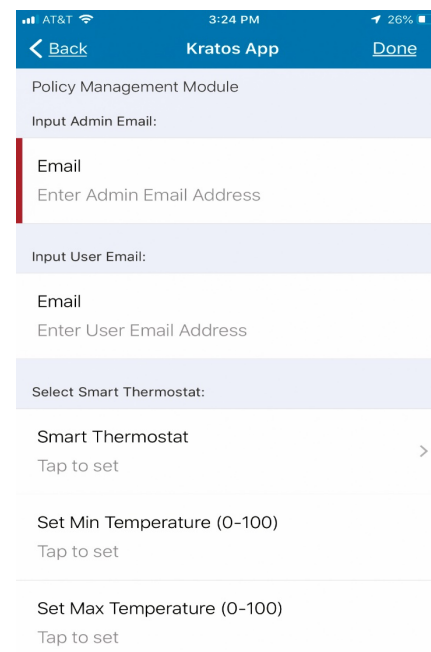 AT&T 3:24 PM 26%
Back Kratos App Done
Policy Management Module
Input Admin Email:
Email
Enter Admin Email Address
Input User Email:
Email
Enter User Email Address
Select Smart Thermostat:
Smart Thermostat
Tap to set
Set Min Temperature (0-100)
Tap to set
Set Max Temperature (0-100)
Tap to set